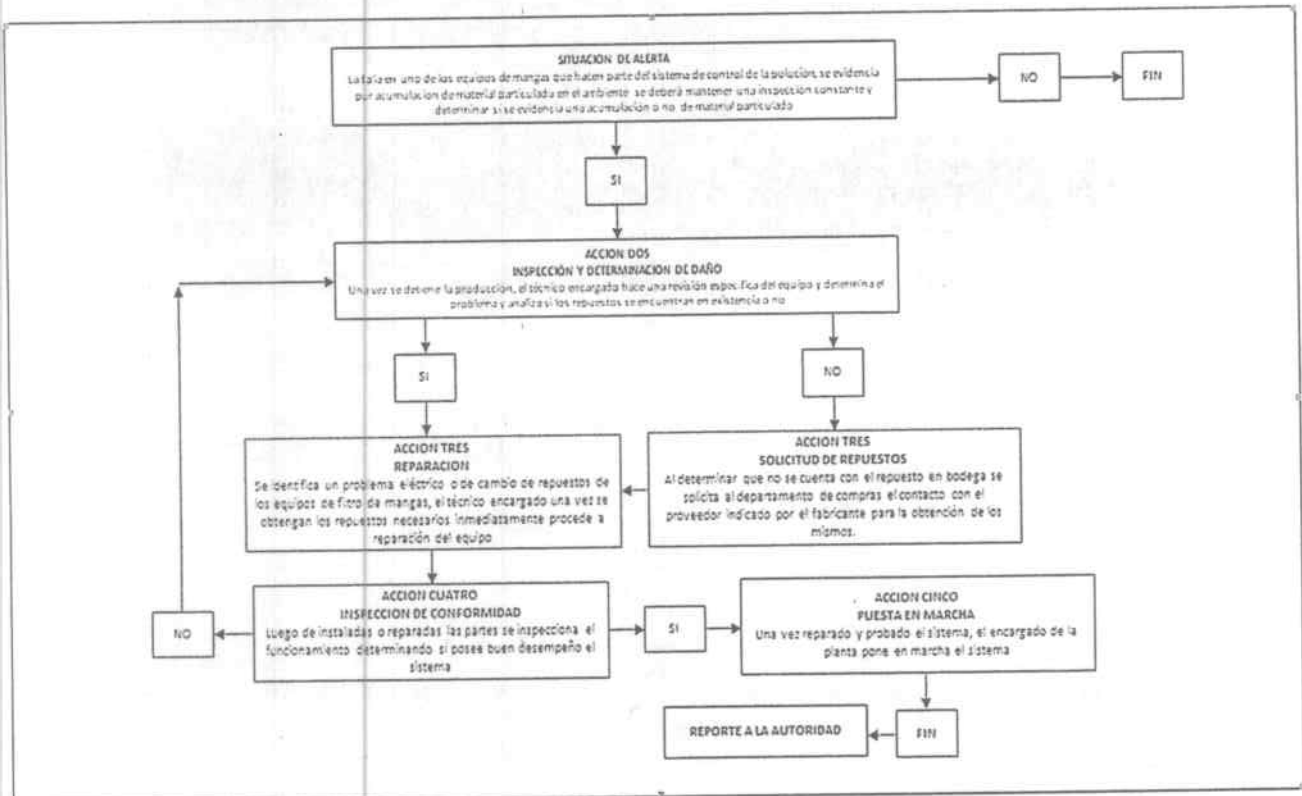 SITUACION DE ALERTA
La falla en uno de los equipos de mangas que hacen parte del sistema de control de la polucion, se evidencia
por acumulacion de material particulado en el ambiente se deberá mantener una inspección constante y
determinar si se evidencia una acumulación o no de material particulado
NO
FIN
SI
ACCION DOS
INSPECCIÓN Y DETERMINACION DE DAÑO
Una vez se detiene la producción, el técnico encargado hace una revisión especifica del equipo y determina el
problema y analiza si los repuestos se encuentran en existencia o no
SI
NO
ACCION TRES
REPARACION
Se identifica un problema eléctrico o de cambio de repuestos de
los equipos de filtro de mangas, el técnico encargado una vez se
obtengan los repuestos necesarios inmediatamente procede a
reparación del equipo
ACCION TRES
SOLICITUD DE REPUESTOS
Al determinar que no se cuenta con el repuesto en bodega se
solicita al departamento de compras el contacto con el
proveedor indicado por el fabricante para la obtención de los
mismos.
NO
ACCION CUATRO
INSPECCION DE CONFORMIDAD
Luego de instaladas o reparadas las partes se inspecciona el
funcionamiento determinando si posee buen desempeño el
sistema
SI
ACCION CINCO
PUESTA EN MARCHA
Una vez reparado y probado el sistema, el encargado de la
planta pone en marcha el sistema
REPORTE A LA AUTORIDAD
FIN